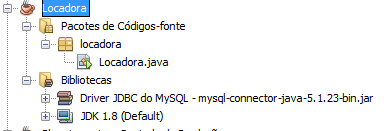 Locadora
Pacotes de Códigos-fonte
locadora
Locadora.java
Bibliotecas
Driver JDBC do MySQL - mysql-connector-java-5.1.23-bin.jar
JDK 1.8 (Default)